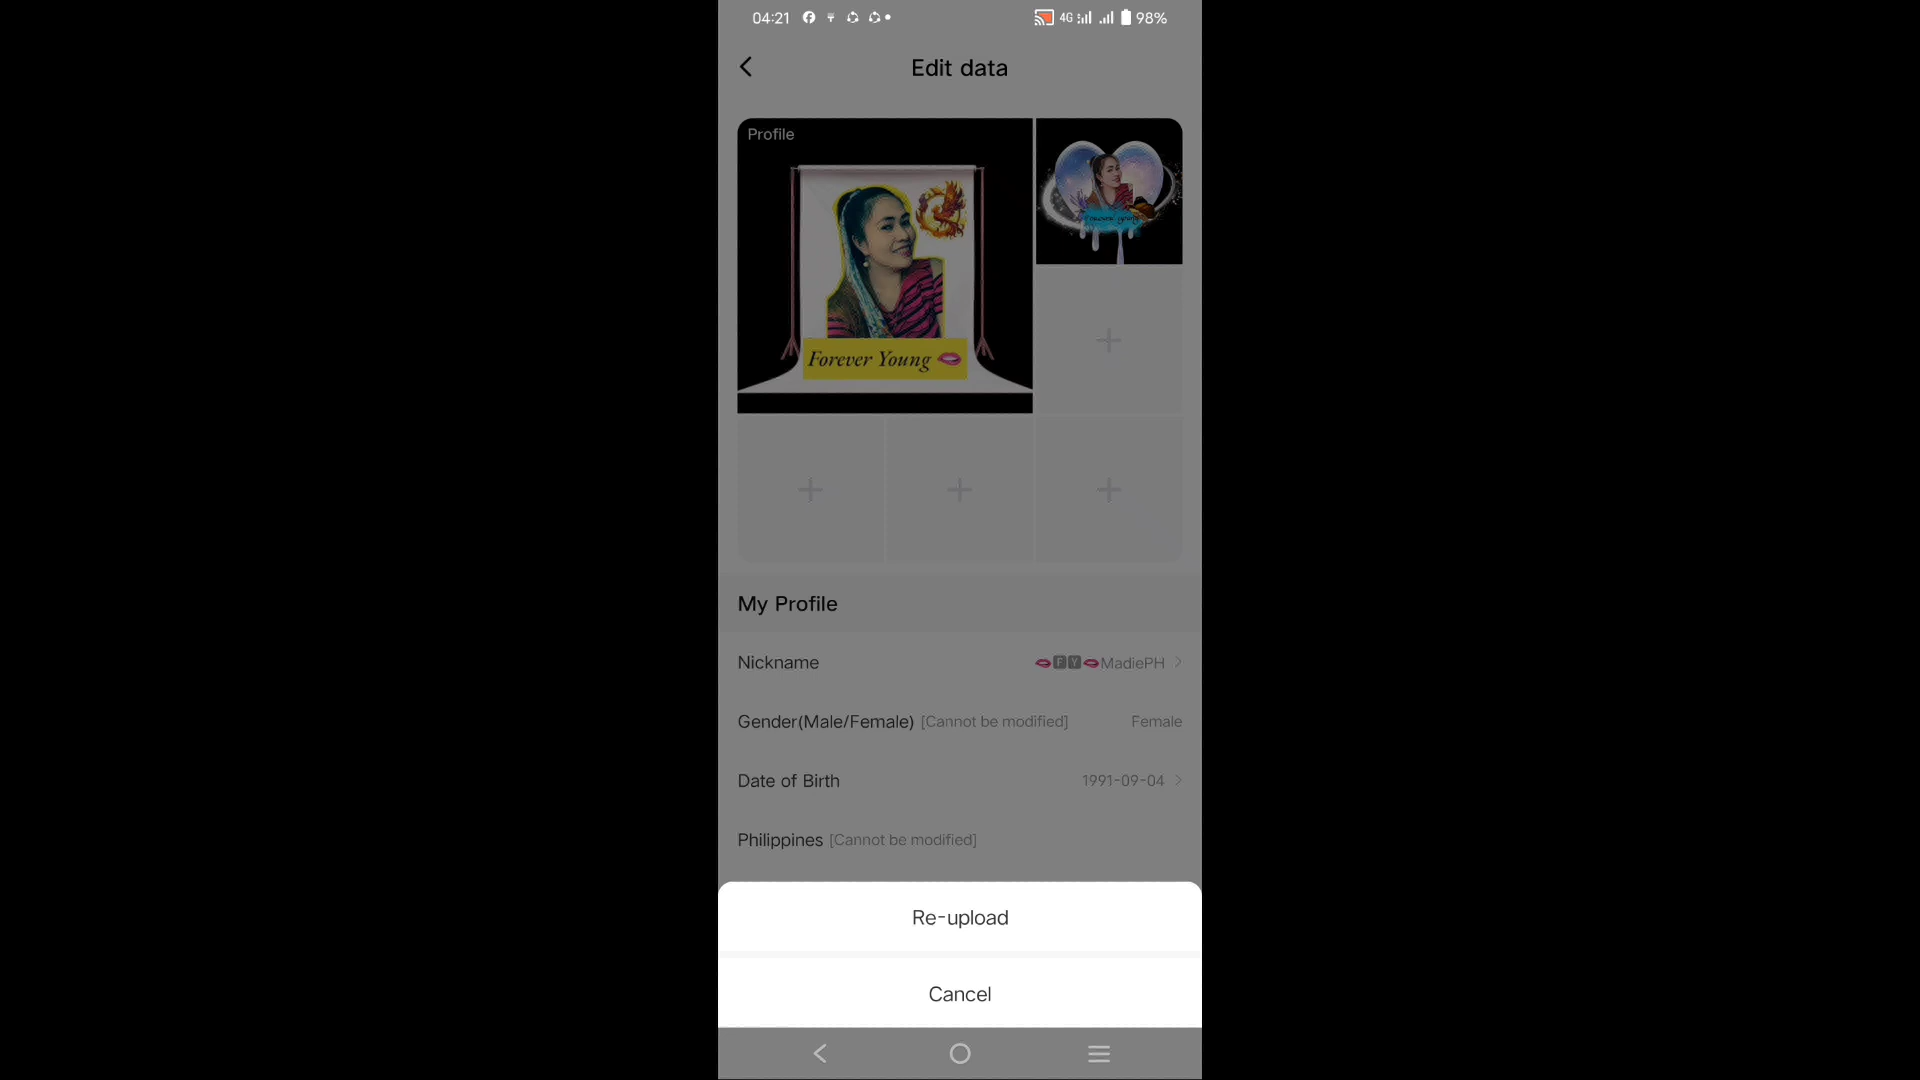 04:21 4G 98%
Edit data
Profile
Forever Young
My Profile
Nickname 🅵🆈MadiePH
Gender(Male/Female) [Cannot be modified] Female
Date of Birth 1991-09-04
Philippines [Cannot be modified]
Re-upload
Cancel